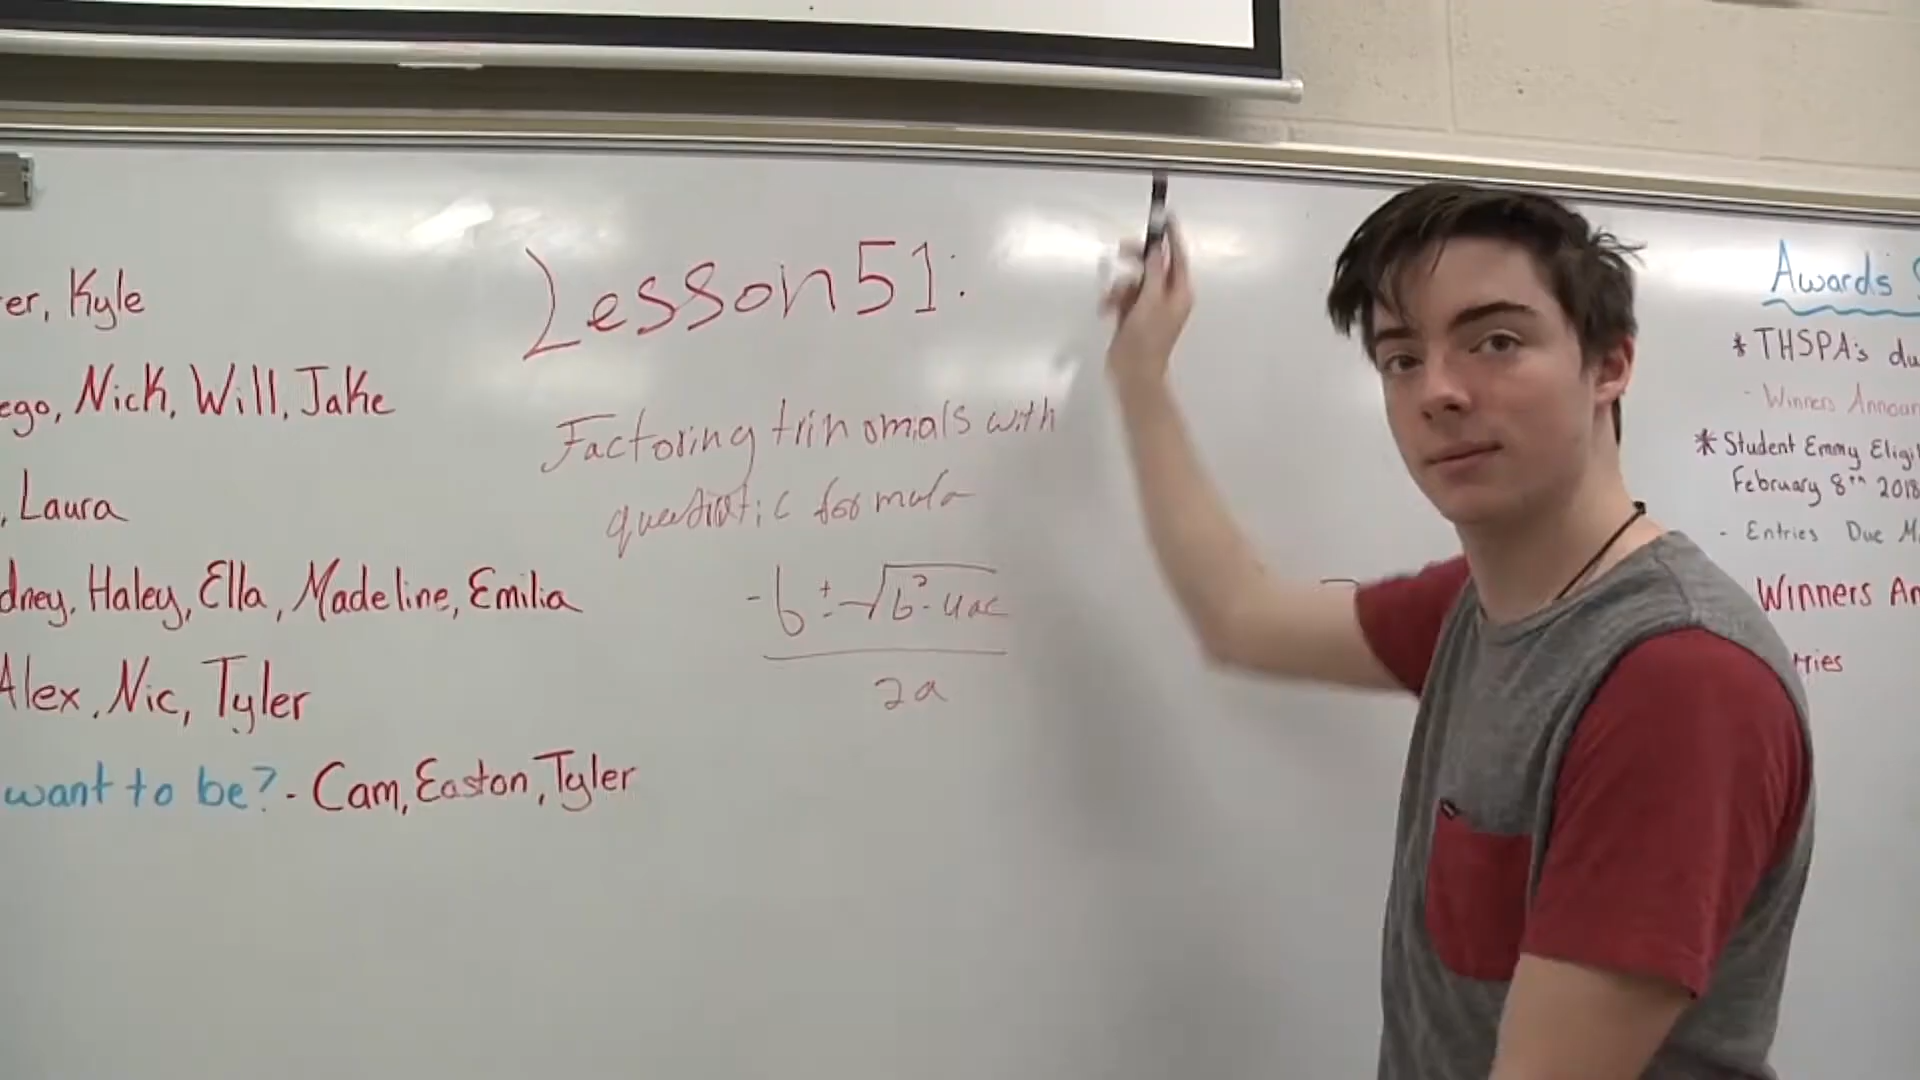 er, Kyle
ego, Nick, Will, Jake
, Laura
dney, Haley, Ella, Madeline, Emilia
Alex, Nic, Tyler
want to be? - Cam, Easton, Tyler
Lesson 51:
Factoring trinomials with
formula
-b ± √b²-4ac
2a
Awards S
* THSPA's du
- Winners Announ
* Student Emmy Eligi
February 8th 2018
- Entries Due M
Winners An
tries